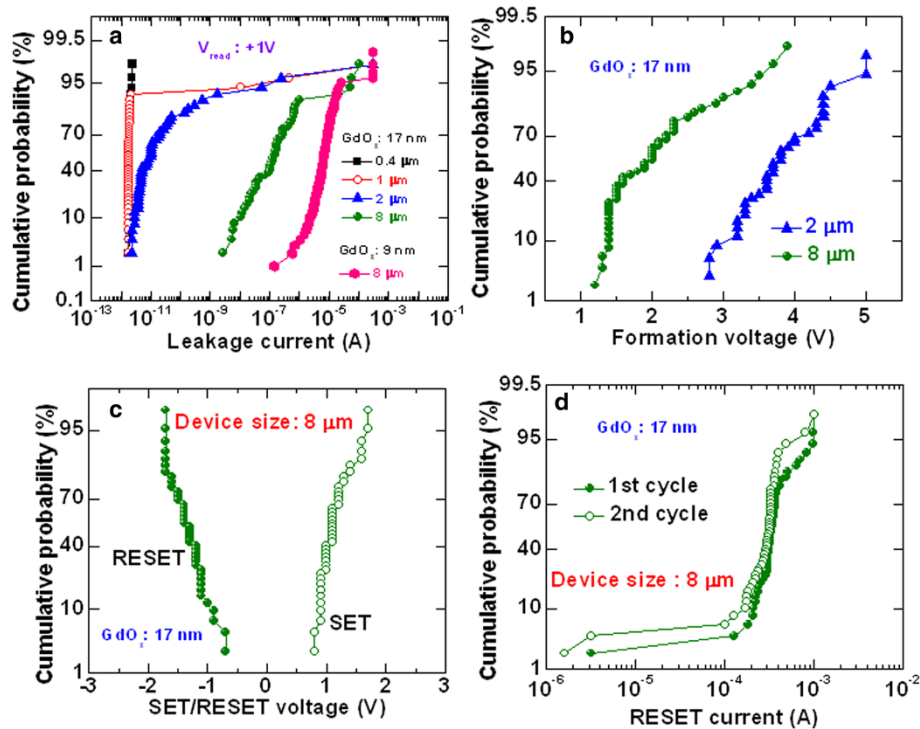 a
V_read : +1V
GdO_x: 17 nm
0.4 µm
1 µm
2 µm
8 µm
GdO_x: 9 nm
8 µm
99.5
95
70
40
10
1
0.1
10^-13 10^-11 10^-9 10^-7 10^-5 10^-3 10^-1
Leakage current (A)
Cumulative probability (%)
b
GdO_x: 17 nm
2 µm
8 µm
99.5
95
70
40
10
1
1 2 3 4 5
Formation voltage (V)
Cumulative probability (%)
c
Device size: 8 µm
RESET
SET
GdO_x: 17 nm
95
70
40
10
1
-3 -2 -1 0 1 2 3
SET/RESET voltage (V)
Cumulative probability (%)
d
GdO_x: 17 nm
1st cycle
2nd cycle
Device size : 8 µm
99.5
95
70
40
10
1
10^-6 10^-5 10^-4 10^-3 10^-2
RESET current (A)
Cumulative probability (%)